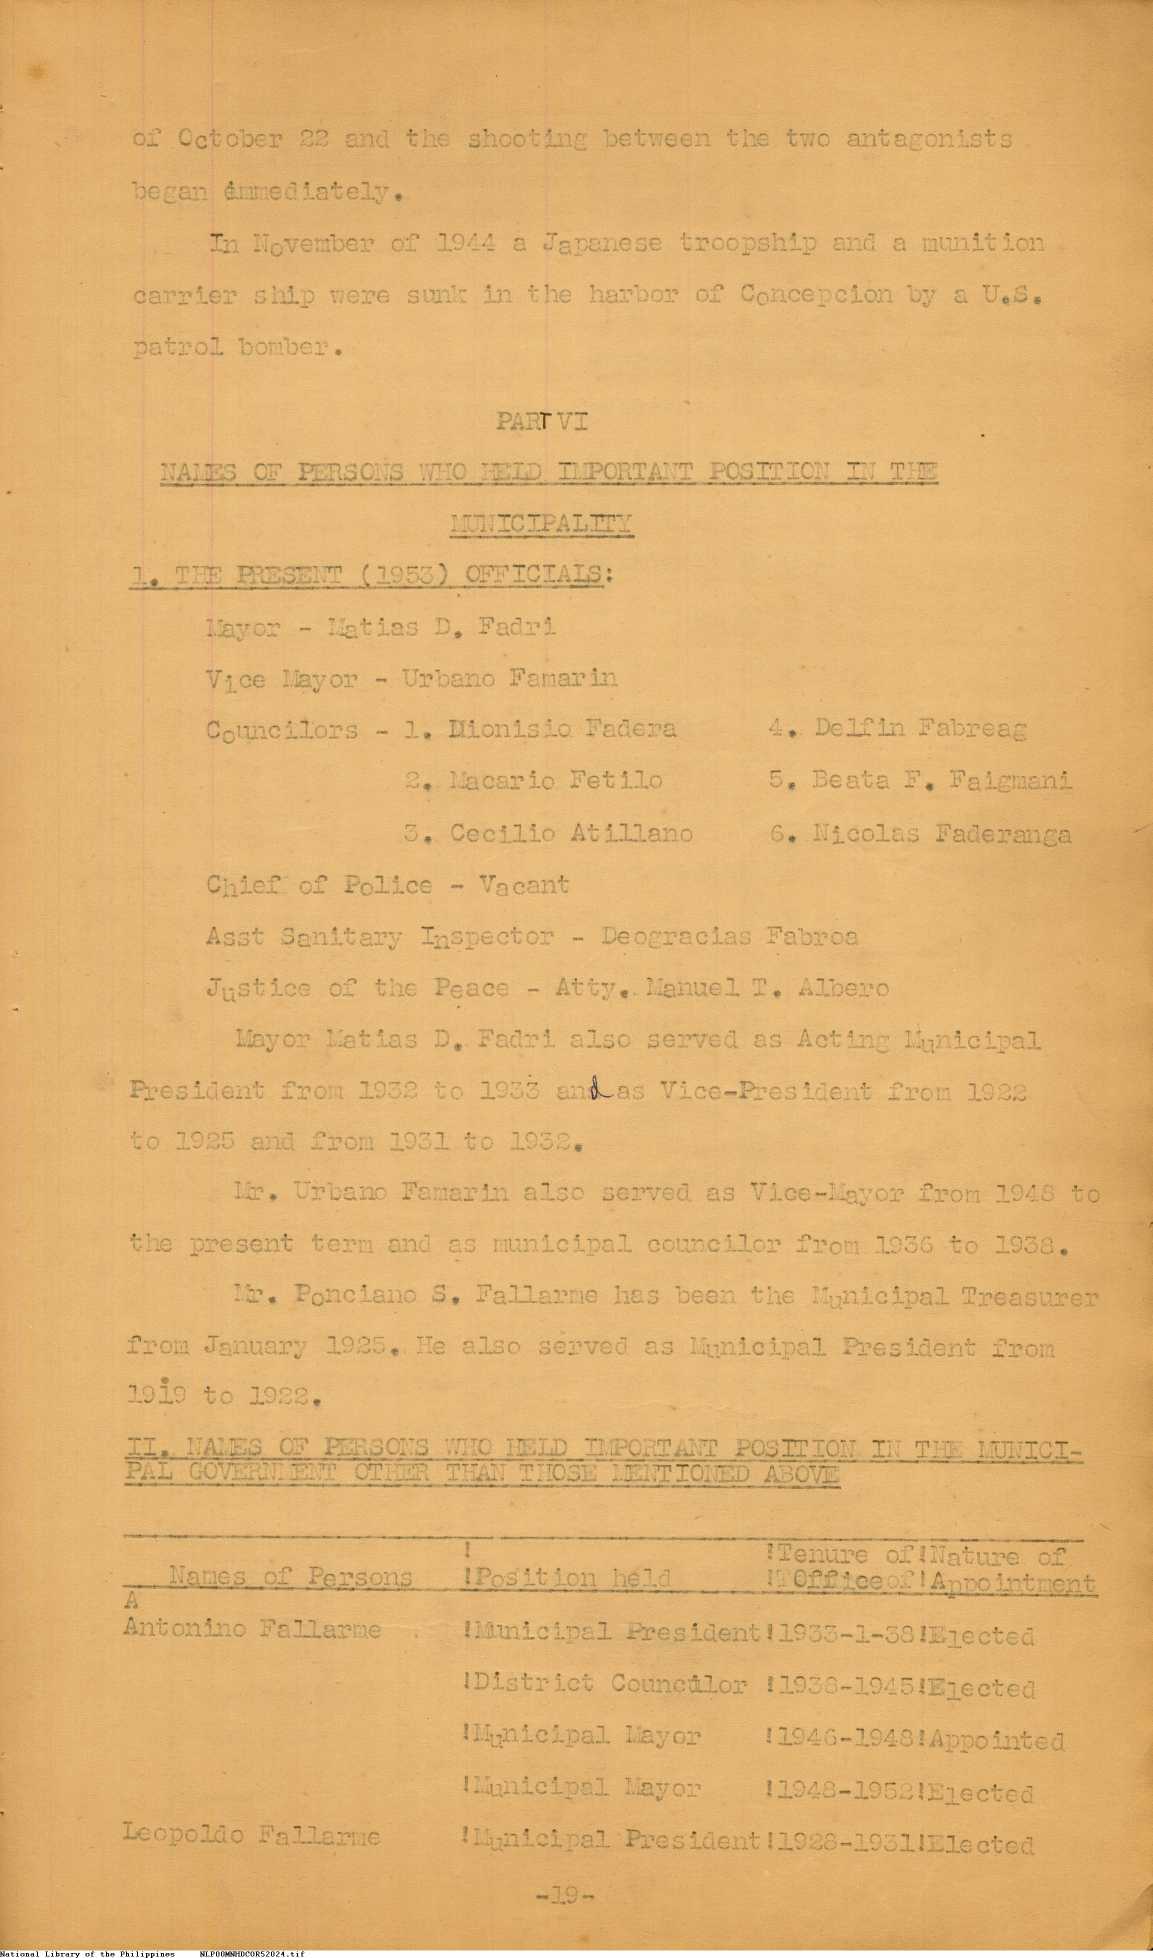 of October 22 and the shooting between the two antagonists
began immediately.
In November of 1944 a Japanese troopship and a munition
carrier ship were sunk in the harbor of Concepcion by a U.S.
patrol bomber.
PART VI
NAMES OF PERSONS WHO HELD IMPORTANT POSITION IN THE
MUNICIPALITY
1. THE PRESENT (1953) OFFICIALS:
Mayor - Matias D. Fadri
Vice Mayor - Urbano Famarin
Councilors - 1. Dionisio Fadera 4. Delfin Fabreag
2. Macario Fetilo 5. Beata F. Faigmani
3. Cecilio Atillano 6. Nicolas Faderanga
Chief of Police - Vacant
Asst Sanitary Inspector - Deogracias Fabroa
Justice of the Peace - Atty. Manuel T. Albero
Mayor Matias D. Fadri also served as Acting Municipal
President from 1932 to 1933 and as Vice-President from 1922
to 1925 and from 1931 to 1932.
Mr. Urbano Famarin also served as Vice-Mayor from 1948 to
the present term and as municipal councilor from 1936 to 1938.
Mr. Ponciano S. Fallarme has been the Municipal Treasurer
from January 1925. He also served as Municipal President from
1919 to 1922.
II. NAMES OF PERSONS WHO HELD IMPORTANT POSITION IN THE MUNICI-
PAL GOVERNMENT OTHER THAN THOSE MENTIONED ABOVE
! !Tenure of!Nature of
Names of Persons !Position held ! Office !Appointment
A
Antonino Fallarme !Municipal President!1933-1-38!Elected
!District Councilor !1938-1945!Elected
!Municipal Mayor !1946-1948!Appointed
!Municipal Mayor !1948-1952!Elected
Leopoldo Fallarme !Municipal President!1928-1931!Elected
-19-
National Library of the Philippines NLPOOMNHDCOR52024.tif